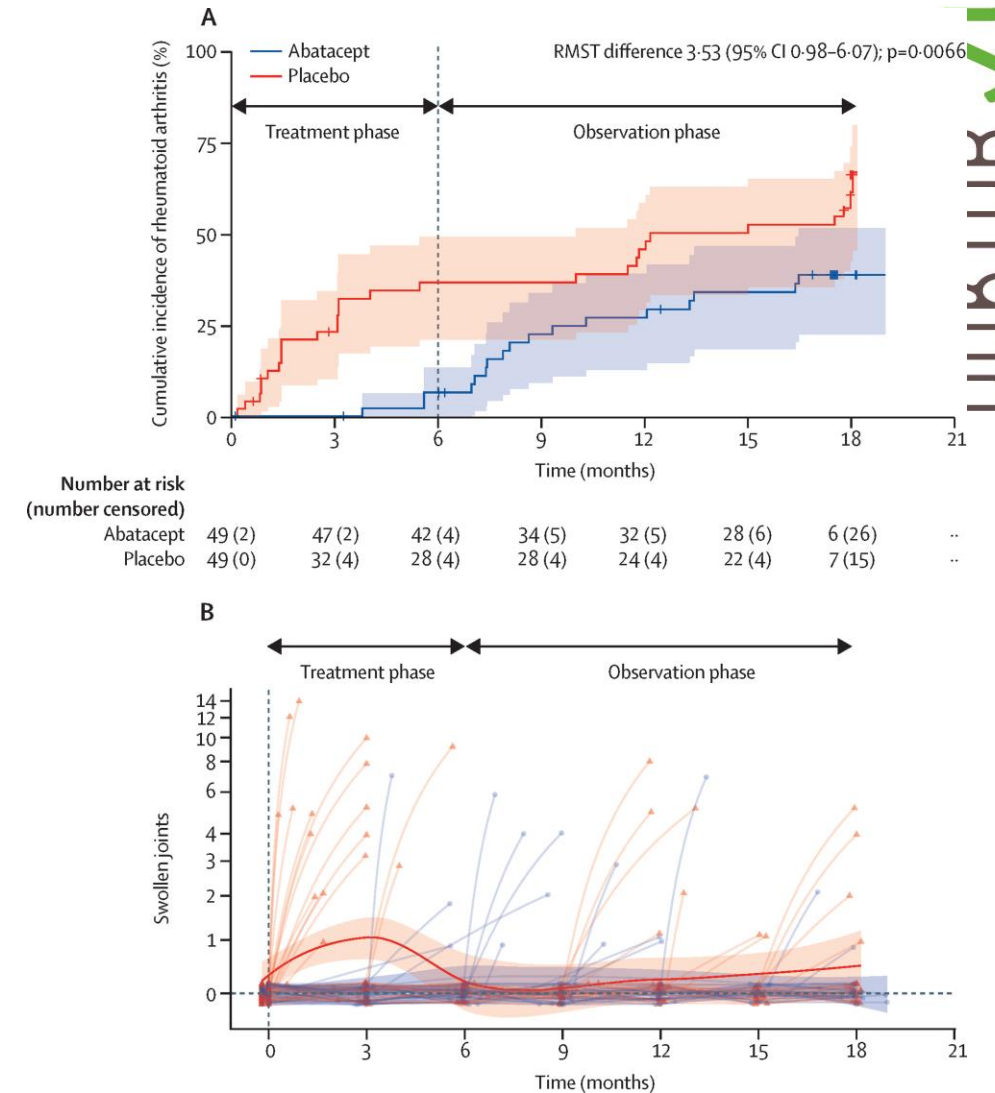 A
Abatacept
Placebo
RMST difference 3·53 (95% CI 0·98–6·07); p=0·0066
Treatment phase
Observation phase
Cumulative incidence of rheumatoid arthritis (%)
100
75
50
25
0
0 3 6 9 12 15 18 21
Time (months)
Number at risk
(number censored)
Abatacept 49 (2) 47 (2) 42 (4) 34 (5) 32 (5) 28 (6) 6 (26) ··
Placebo 49 (0) 32 (4) 28 (4) 28 (4) 24 (4) 22 (4) 7 (15) ··
B
Treatment phase
Observation phase
Swollen joints
14
12
10
8
6
4
3
2
1
0
0 3 6 9 12 15 18 21
Time (months)